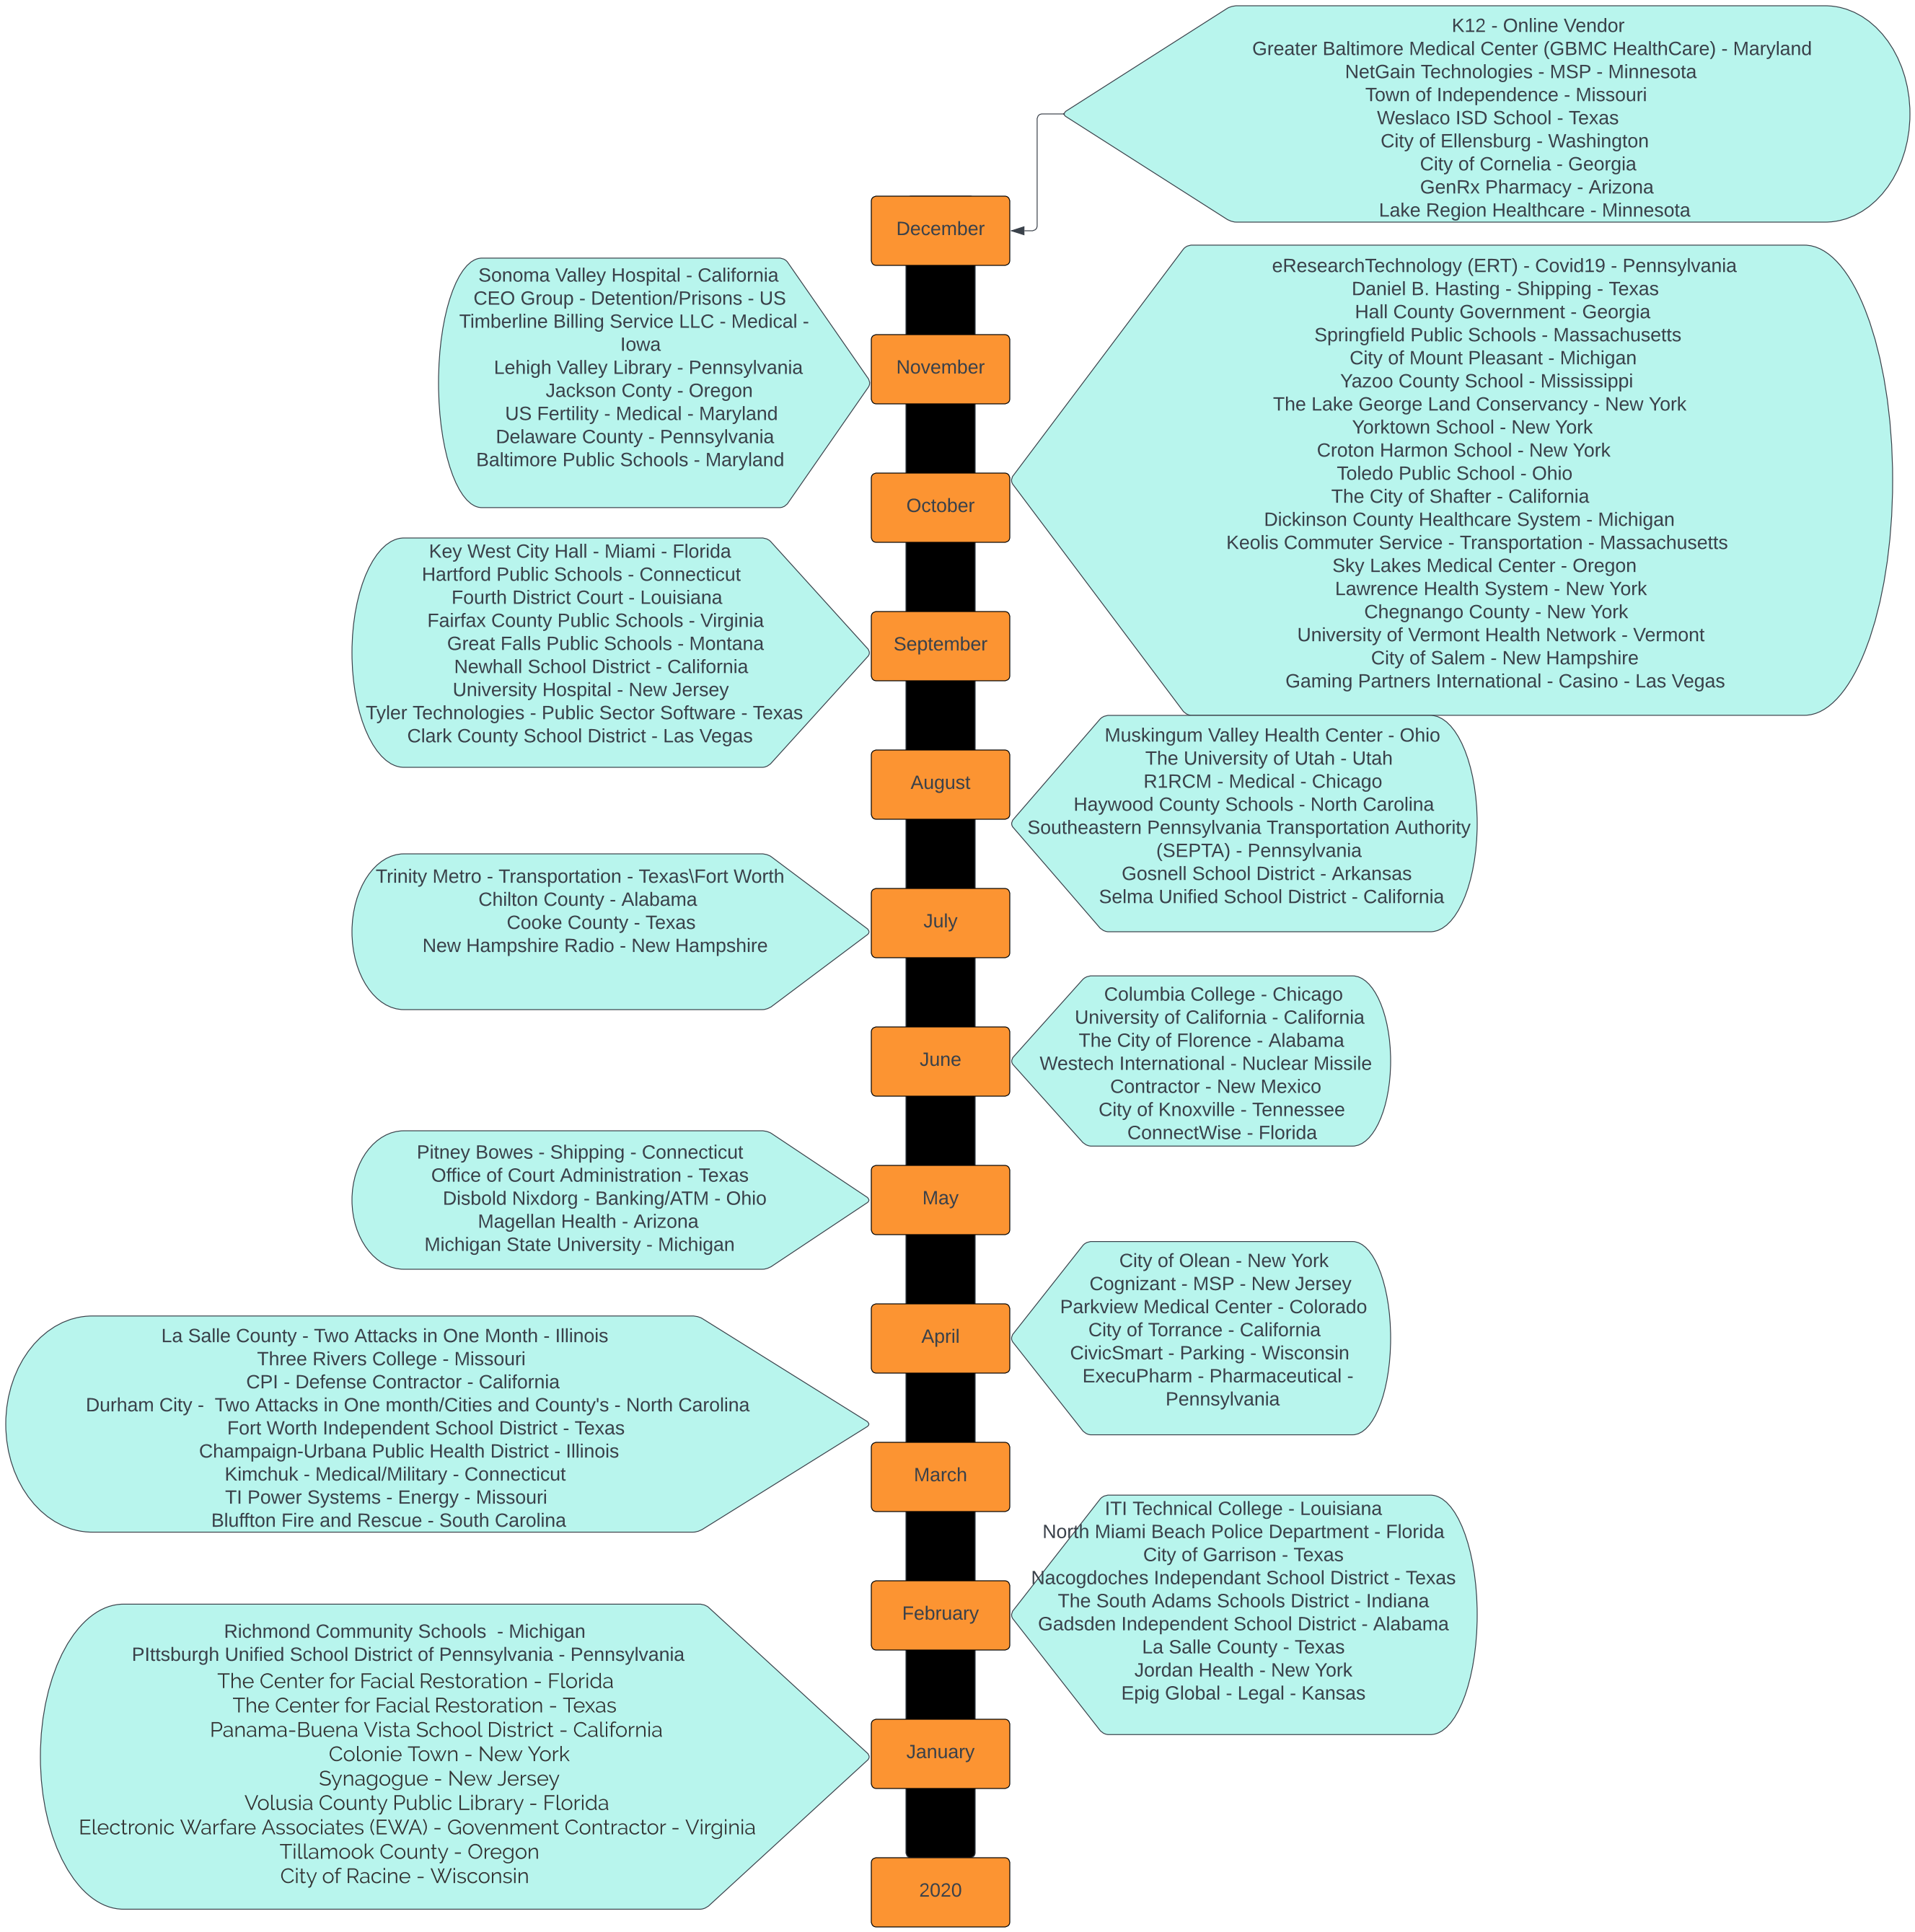 K12 - Online Vendor
Greater Baltimore Medical Center (GBMC HealthCare) - Maryland
NetGain Technologies - MSP - Minnesota
Town of Independence - Missouri
Weslaco ISD School - Texas
City of Ellensburg - Washington
City of Cornelia - Georgia
GenRx Pharmacy - Arizona
Lake Region Healthcare - Minnesota
December
Sonoma Valley Hospital - California
CEO Group - Detention/Prisons - US
Timberline Billing Service LLC - Medical -
Iowa
Lehigh Valley Library - Pennsylvania
Jackson Conty - Oregon
US Fertility - Medical - Maryland
Delaware County - Pennsylvania
Baltimore Public Schools - Maryland
November
eResearchTechnology (ERT) - Covid19 - Pennsylvania
Daniel B. Hasting - Shipping - Texas
Hall County Government - Georgia
Springfield Public Schools - Massachusetts
City of Mount Pleasant - Michigan
Yazoo County School - Mississippi
The Lake George Land Conservancy - New York
Yorktown School - New York
Croton Harmon School - New York
Toledo Public School - Ohio
The City of Shafter - California
Dickinson County Healthcare System - Michigan
Keolis Commuter Service - Transportation - Massachusetts
Sky Lakes Medical Center - Oregon
Lawrence Health System - New York
Chegnango County - New York
University of Vermont Health Network - Vermont
City of Salem - New Hampshire
Gaming Partners International - Casino - Las Vegas
October
Key West City Hall - Miami - Florida
Hartford Public Schools - Connecticut
Fourth District Court - Louisiana
Fairfax County Public Schools - Virginia
Great Falls Public Schools - Montana
Newhall School District - California
University Hospital - New Jersey
Tyler Technologies - Public Sector Software - Texas
Clark County School District - Las Vegas
September
Muskingum Valley Health Center - Ohio
The University of Utah - Utah
R1RCM - Medical - Chicago
Haywood County Schools - North Carolina
Southeastern Pennsylvania Transportation Authority
(SEPTA) - Pennsylvania
Gosnell School District - Arkansas
Selma Unified School District - California
August
Trinity Metro - Transportation - Texas\Fort Worth
Chilton County - Alabama
Cooke County - Texas
New Hampshire Radio - New Hampshire
July
Columbia College - Chicago
University of California - California
The City of Florence - Alabama
Westech International - Nuclear Missile
Contractor - New Mexico
City of Knoxville - Tennessee
ConnectWise - Florida
June
Pitney Bowes - Shipping - Connecticut
Office of Court Administration - Texas
Disbold Nixdorg - Banking/ATM - Ohio
Magellan Health - Arizona
Michigan State University - Michigan
May
City of Olean - New York
Cognizant - MSP - New Jersey
Parkview Medical Center - Colorado
City of Torrance - California
CivicSmart - Parking - Wisconsin
ExecuPharm - Pharmaceutical -
Pennsylvania
April
La Salle County - Two Attacks in One Month - Illinois
Three Rivers College - Missouri
CPI - Defense Contractor - California
Durham City -  Two Attacks in One month/Cities and County's - North Carolina
Fort Worth Independent School District - Texas
Champaign-Urbana Public Health District - Illinois
Kimchuk - Medical/Military - Connecticut
TI Power Systems - Energy - Missouri
Bluffton Fire and Rescue - South Carolina
March
ITI Technical College - Louisiana
North Miami Beach Police Department - Florida
City of Garrison - Texas
Nacogdoches Independant School District - Texas
The South Adams Schools District - Indiana
Gadsden Independent School District - Alabama
La Salle County - Texas
Jordan Health - New York
Epig Global - Legal - Kansas
February
Richmond Community Schools  - Michigan
PIttsburgh Unified School District of Pennsylvania - Pennsylvania
The Center for Facial Restoration - Florida
The Center for Facial Restoration - Texas
Panama-Buena Vista School District - California
Colonie Town - New York
Synagogue - New Jersey
Volusia County Public Library - Florida
Electronic Warfare Associates (EWA) - Govenment Contractor - Virginia
Tillamook County - Oregon
City of Racine - Wisconsin
January
2020